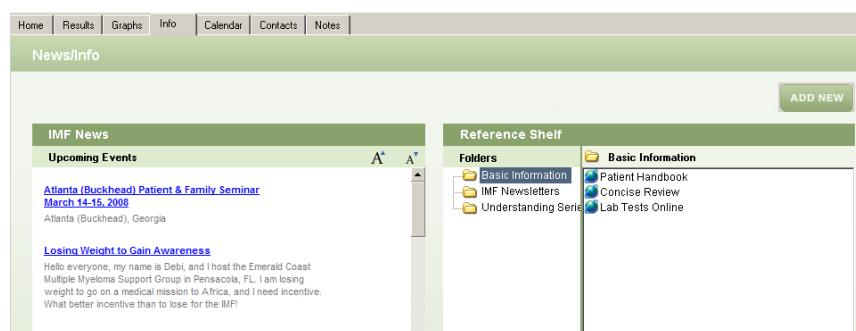 Home Results Graphs Info Calendar Contacts Notes
News/Info
ADD NEW
IMF News
Upcoming Events A A
Atlanta (Buckhead) Patient & Family Seminar
March 14-15, 2008
Atlanta (Buckhead), Georgia
Losing Weight to Gain Awareness
Hello everyone, my name is Debi, and I host the Emerald Coast
Multiple Myeloma Support Group in Pensacola, FL. I am losing
weight to go on a medical mission to Africa, and I need incentive.
What better incentive than to lose for the IMF!
Reference Shelf
Folders
Basic Information
IMF Newsletters
Understanding Serie
Basic Information
Patient Handbook
Concise Review
Lab Tests Online